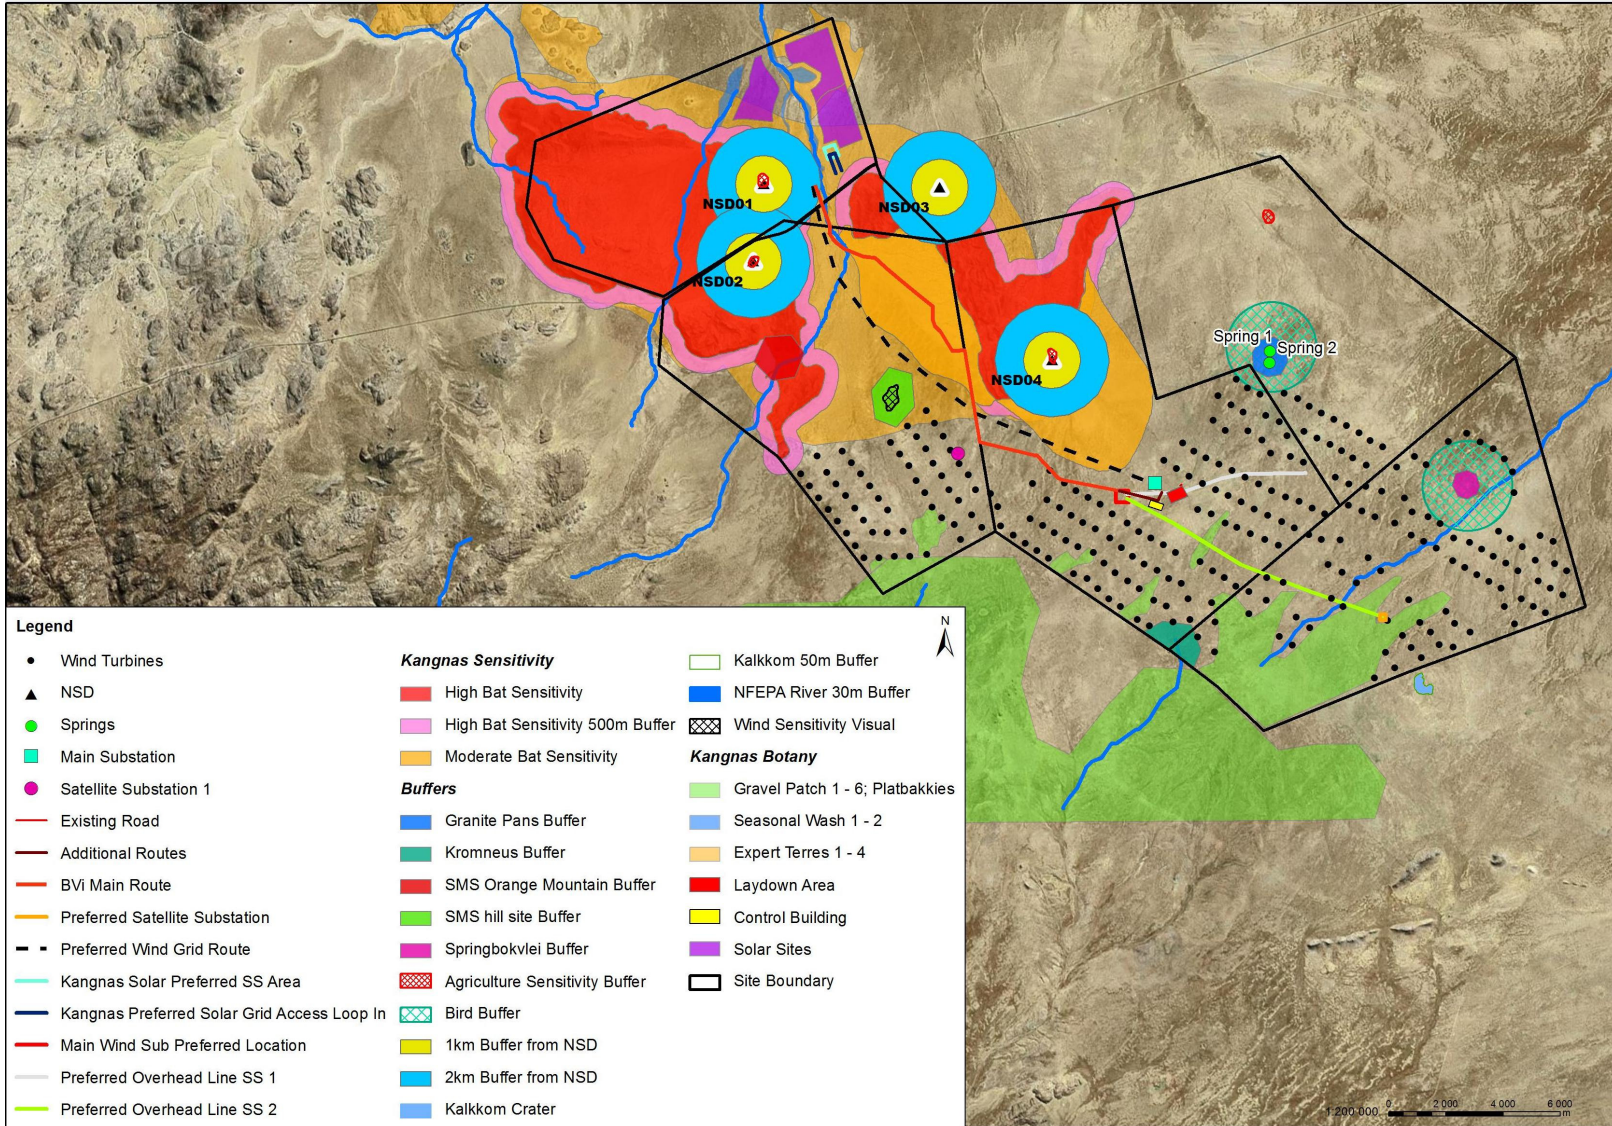 NSD01
NSD03
NSD02
NSD04
Spring 1
Spring 2
Legend
Wind Turbines
NSD
Springs
Main Substation
Satellite Substation 1
Existing Road
Additional Routes
BVi Main Route
Preferred Satellite Substation
Preferred Wind Grid Route
Kangnas Solar Preferred SS Area
Kangnas Preferred Solar Grid Access Loop In
Main Wind Sub Preferred Location
Preferred Overhead Line SS 1
Preferred Overhead Line SS 2
Kangnas Sensitivity
High Bat Sensitivity
High Bat Sensitivity 500m Buffer
Moderate Bat Sensitivity
Buffers
Granite Pans Buffer
Kromneus Buffer
SMS Orange Mountain Buffer
SMS hill site Buffer
Springbokvlei Buffer
Agriculture Sensitivity Buffer
Bird Buffer
1km Buffer from NSD
2km Buffer from NSD
Kalkkom Crater
Kalkkom 50m Buffer
NFEPA River 30m Buffer
Wind Sensitivity Visual
Kangnas Botany
Gravel Patch 1 - 6; Platbakkies
Seasonal Wash 1 - 2
Expert Terres 1 - 4
Laydown Area
Control Building
Solar Sites
Site Boundary
N
1:200 000
0 2 000 4 000 6 000
m